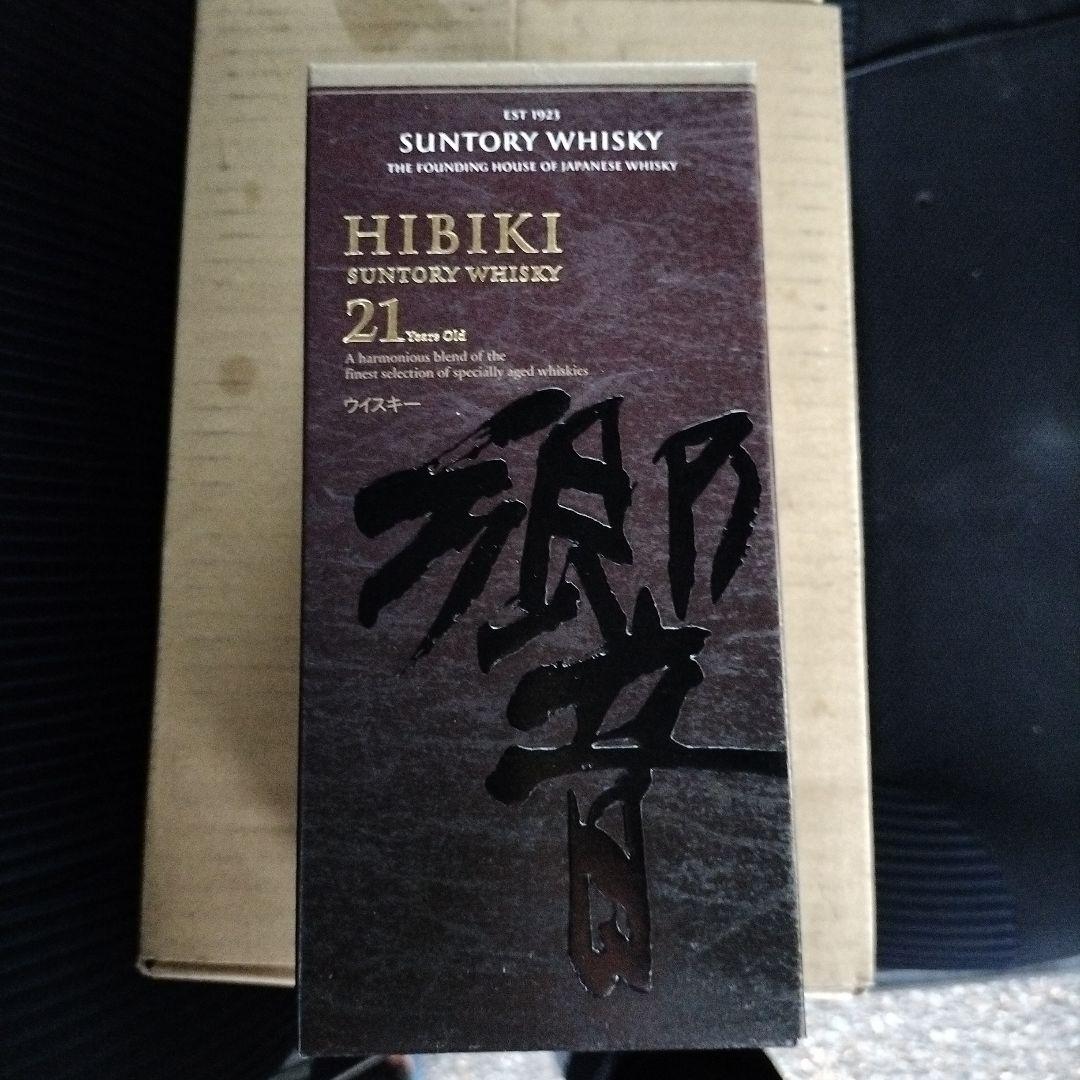 EST 1923
SUNTORY WHISKY
THE FOUNDING HOUSE OF JAPANESE WHISKY
HIBIKI
SUNTORY WHISKY
21 Years Old
A harmonious blend of the
finest selection of specially aged whiskies
ウイスキー
響